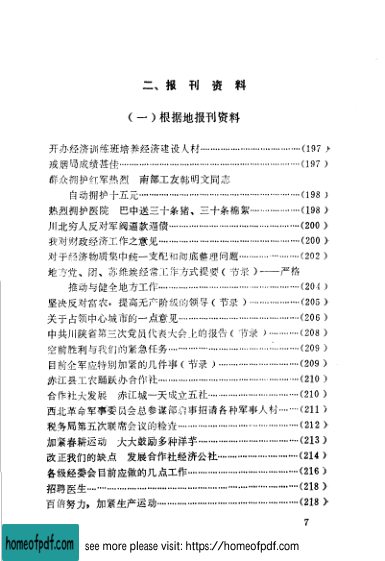 二、报刊资料
（一）根据地报刊资料
开办经济训练班培养经济建设人材……(197)
戒烟局成绩甚佳……(197)
群众拥护红军热烈　南部工友韩明文同志
自动拥护十五元……(198)
热烈拥护医院　巴中送三十条猪、三十条棉絮……(198)
川北穷人反对军阀逼款逼债……(200)
我对财政经济工作之意见……(200)
对于经济物质集中统一支配和彻底整理问题……(202)
地方党、团、苏维埃经常工作方式提要（节录）——严格
推动与健全地方工作……(204)
坚决反对富农，提高无产阶级的领导（节录）……(205)
关于占领中心城市的一点意见……(206)
中共川陕省第三次党员代表大会上的报告（节录）……(208)
空前胜利与我们的紧急任务……(209)
目前全军应特别加紧的几件事（节录）……(209)
赤江县工农踊跃办合作社……(210)
合作社大发展　赤江城一天成立五社……(210)
西北革命军事委员会总参谋部启事招请各种军事人材……(211)
税务局第五次联席会议的检查……(212)
加紧春耕运动　大大鼓励多种洋芋……(213)
改正我们的缺点　发展合作社经济公社……(214)
各级经委会目前应做的几点工作……(216)
招聘医生……(218)
百倍努力，加紧生产运动……(218)
7
homeofpdf.com
see more please visit: https://homeofpdf.com